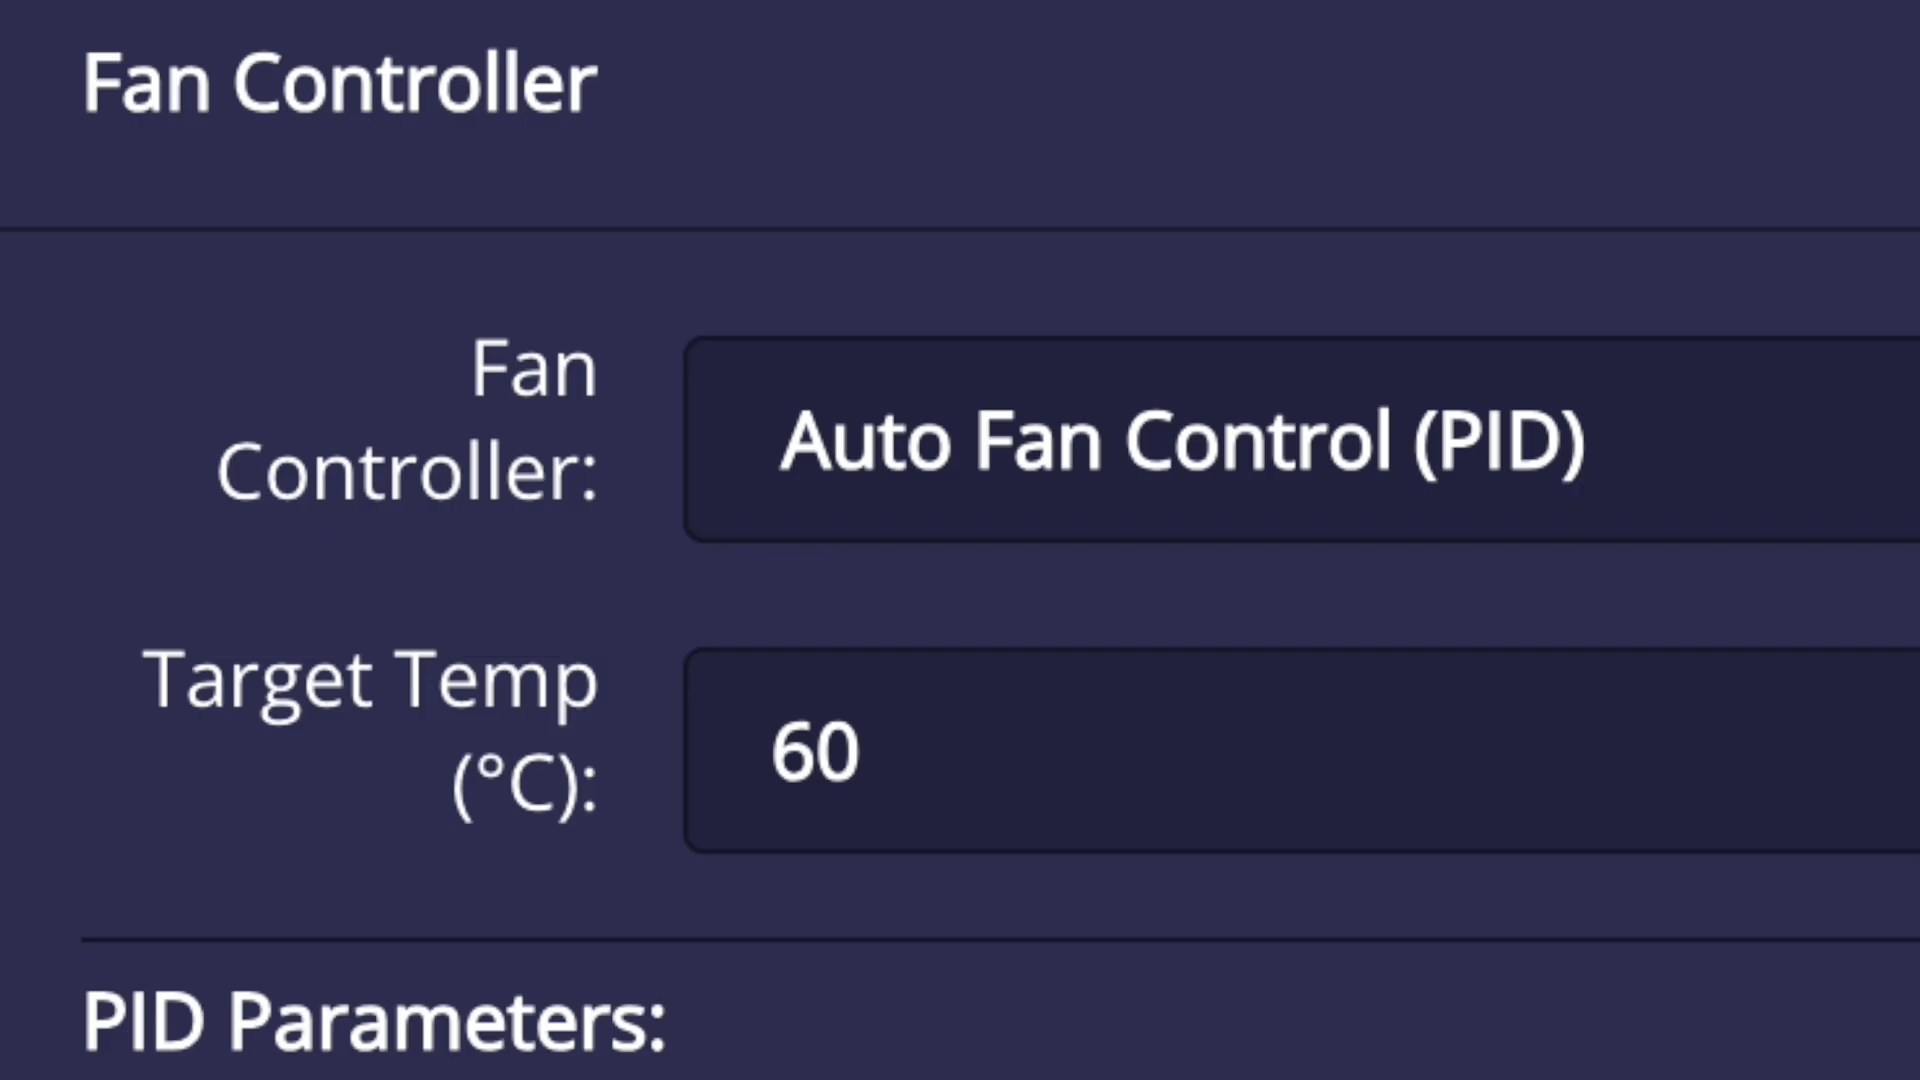 Fan Controller
Fan
Controller:
Auto Fan Control (PID)
Target Temp
(°C):
60
PID Parameters: